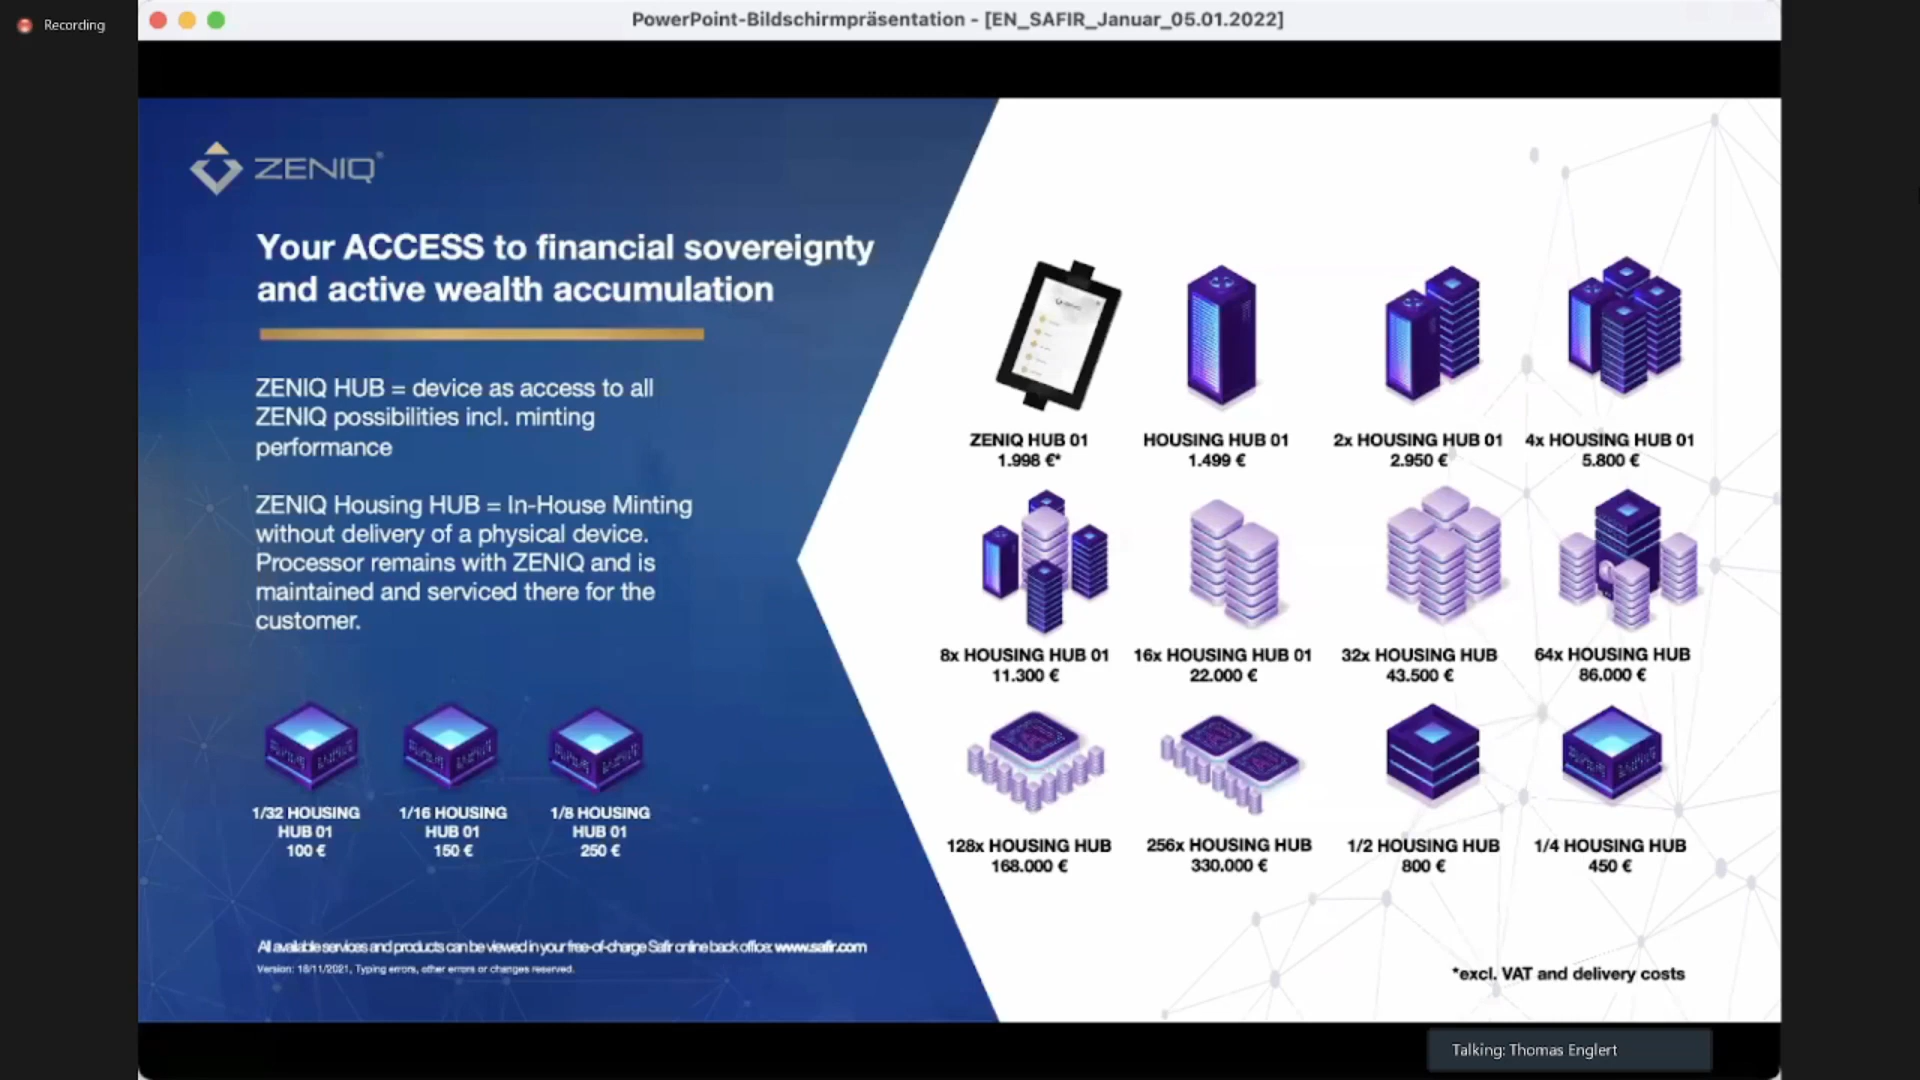 Recording
PowerPoint-Bildschirmpräsentation - [EN_SAFIR_Januar_05.01.2022]
ZENIQ®
Your ACCESS to financial sovereignty
and active wealth accumulation
ZENIQ HUB = device as access to all
ZENIQ possibilities incl. minting
performance
ZENIQ Housing HUB = In-House Minting
without delivery of a physical device.
Processor remains with ZENIQ and is
maintained and serviced there for the
customer.
1/32 HOUSING
HUB 01
100 €
1/16 HOUSING
HUB 01
150 €
1/8 HOUSING
HUB 01
250 €
All available services and products can be viewed in your free-of-charge Safir online back office: www.safir.com
Version: 18/11/2021, Typing errors, other errors or changes reserved.
ZENIQ HUB 01
1.998 €*
HOUSING HUB 01
1.499 €
2x HOUSING HUB 01
2.950 €
4x HOUSING HUB 01
5.800 €
8x HOUSING HUB 01
11.300 €
16x HOUSING HUB 01
22.000 €
32x HOUSING HUB
43.500 €
64x HOUSING HUB
86.000 €
128x HOUSING HUB
168.000 €
256x HOUSING HUB
330.000 €
1/2 HOUSING HUB
800 €
1/4 HOUSING HUB
450 €
*excl. VAT and delivery costs
Talking: Thomas Englert